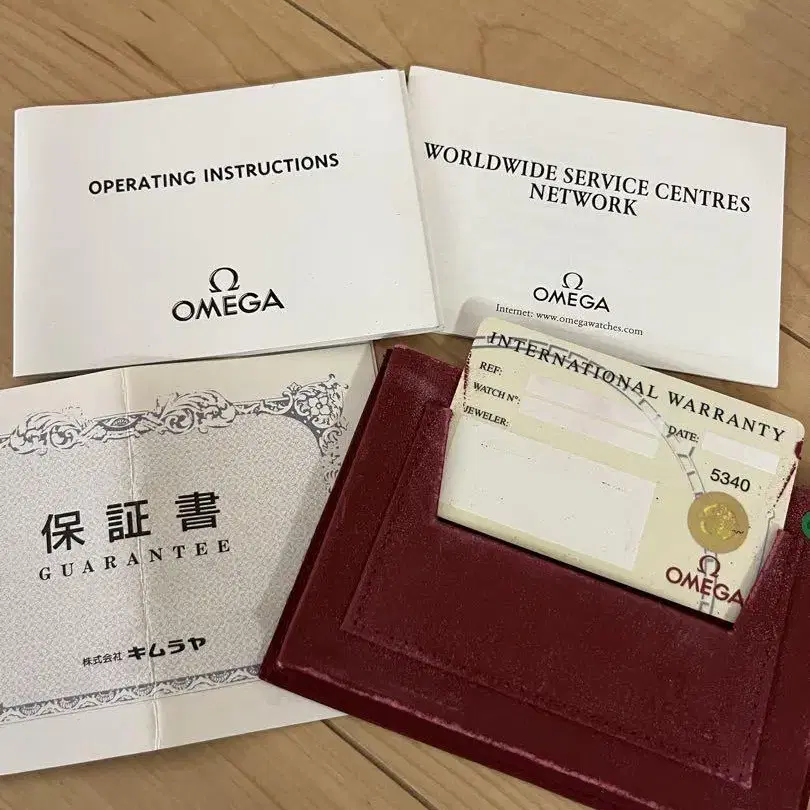 OPERATING INSTRUCTIONS
Ω
OMEGA
WORLDWIDE SERVICE CENTRES
NETWORK
Ω
OMEGA
Internet: www.omegawatches.com
保証書
GUARANTEE
株式会社 キムラヤ
INTERNATIONAL WARRANTY
REF:
WATCH N°:
JEWELER:
DATE:
5340
Ω
OMEGA